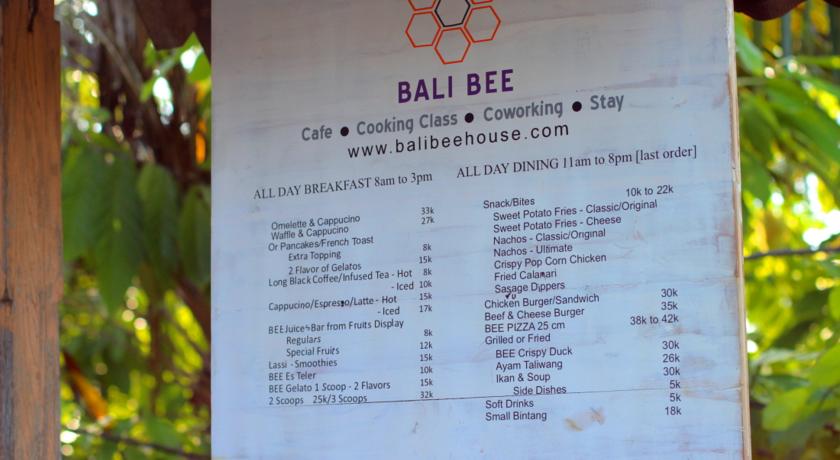 BALI BEE
Cafe ● Cooking Class ● Coworking ● Stay
www.balibeehouse.com
ALL DAY BREAKFAST 8am to 3pm
Omelette & Cappucino 33k
Waffle & Cappucino 27k
Or Pancakes/French Toast
Extra Topping 8k
2 Flavor of Gelatos 15k
Long Black Coffee/Infused Tea - Hot 8k
- Iced 10k
Cappucino/Espresso/Latte - Hot 15k
- Iced 17k
BEE Juice Bar from Fruits Display
Regulars 8k
Special Fruits 12k
Lassi - Smoothies 15k
BEE Es Teler 10k
BEE Gelato 1 Scoop - 2 Flavors 15k
2 Scoops 25k/3 Scoops 32k
ALL DAY DINING 11am to 8pm [last order]
Snack/Bites 10k to 22k
Sweet Potato Fries - Classic/Original
Sweet Potato Fries - Cheese
Nachos - Classic/Original
Nachos - Ultimate
Crispy Pop Corn Chicken
Fried Calamari
Sasage Dippers
Chicken Burger/Sandwich 30k
Beef & Cheese Burger 35k
BEE PIZZA 25 cm 38k to 42k
Grilled or Fried
BEE Crispy Duck 30k
Ayam Taliwang 26k
Ikan & Soup 30k
Side Dishes 5k
Soft Drinks 5k
Small Bintang 18k